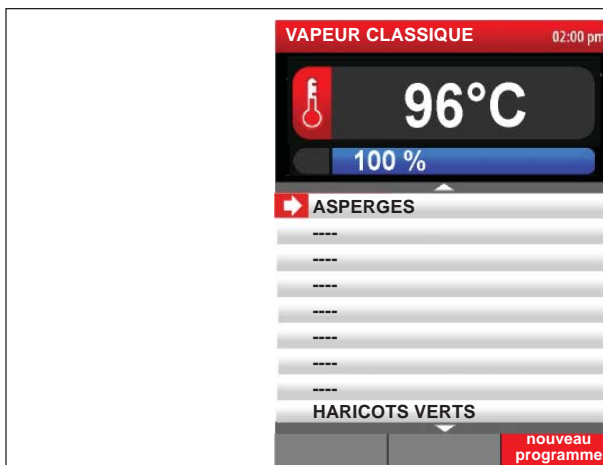 VAPEUR CLASSIQUE 02:00 pm
96°C
100 %
ASPERGES
----
----
----
----
----
----
----
HARICOTS VERTS
nouveau
programme